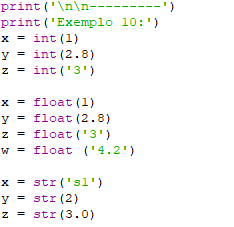 print('\n\n---------')
print('Exemplo 10:')
x = int(1)
y = int(2.8)
z = int('3')
x = float(1)
y = float(2.8)
z = float('3')
w = float ('4.2')
x = str('s1')
y = str(2)
z = str(3.0)